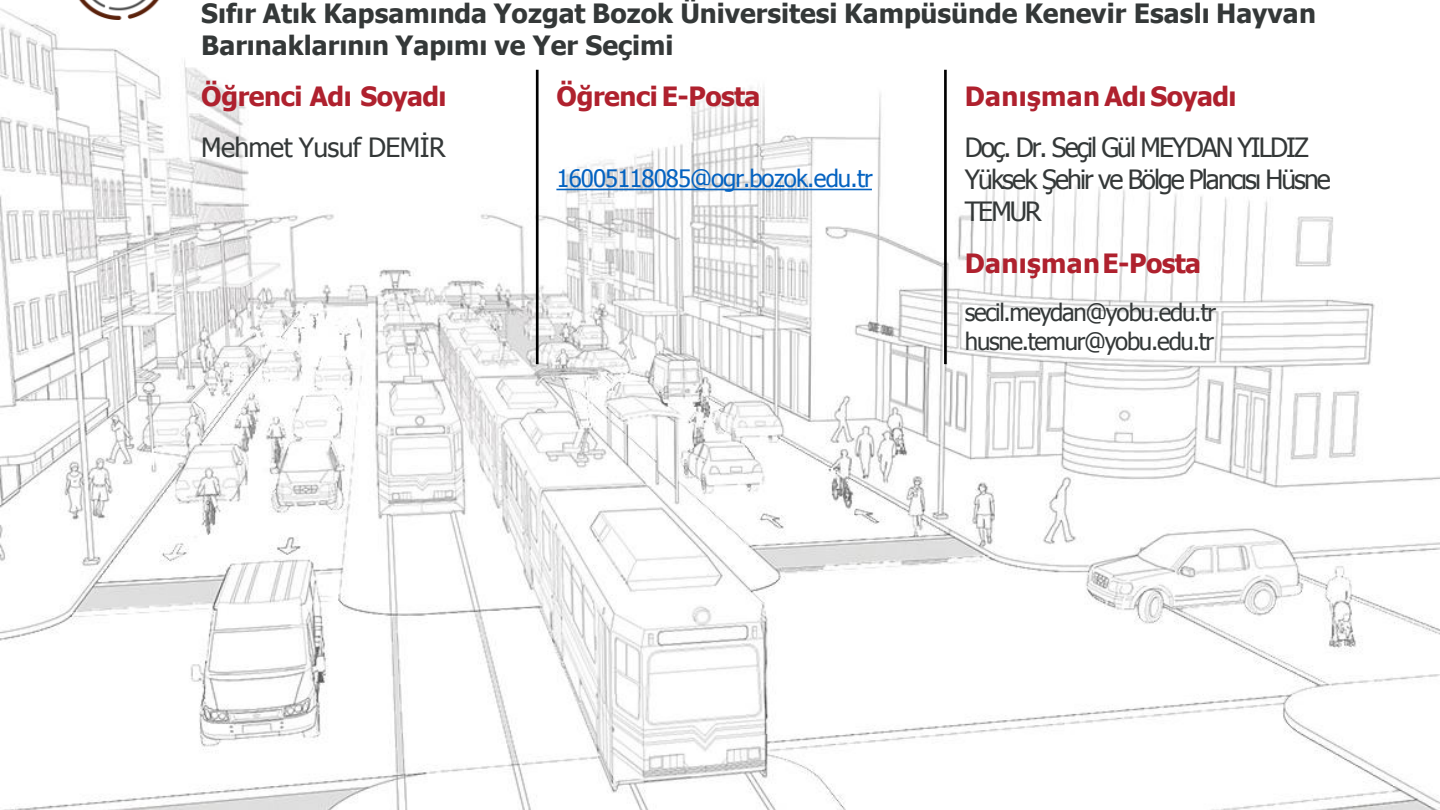 Sıfır Atık Kapsamında Yozgat Bozok Üniversitesi Kampüsünde Kenevir Esaslı Hayvan
Barınaklarının Yapımı ve Yer Seçimi
Öğrenci Adı Soyadı
Mehmet Yusuf DEMİR
Öğrenci E-Posta
16005118085@ogr.bozok.edu.tr
Danışman Adı Soyadı
Doç. Dr. Seçil Gül MEYDAN YILDIZ
Yüksek Şehir ve Bölge Plancısı Hüsne
TEMUR
Danışman E-Posta
secil.meydan@yobu.edu.tr
husne.temur@yobu.edu.tr